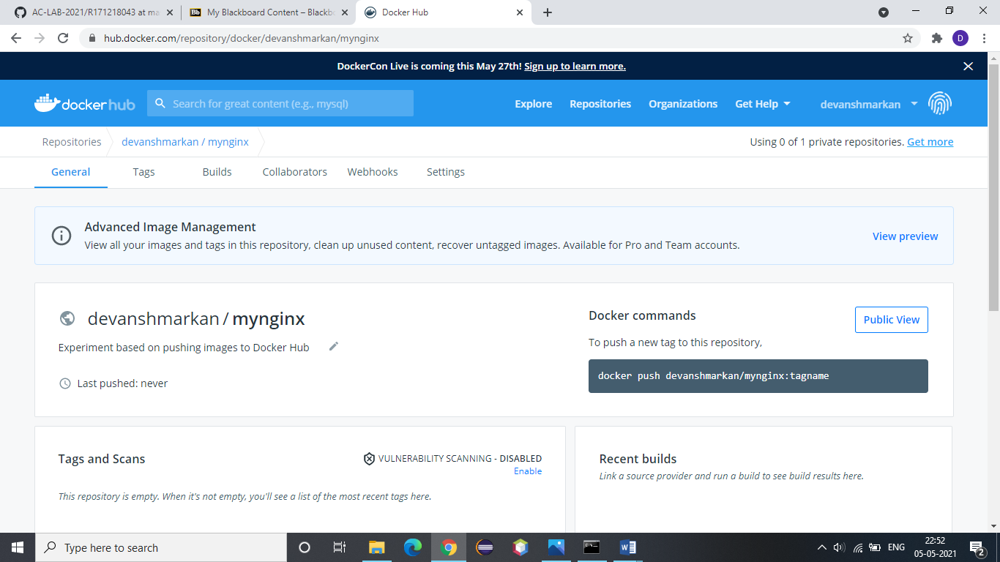 AC-LAB-2021/R171218043 at ma
My Blackboard Content – Blackbo
Docker Hub
hub.docker.com/repository/docker/devanshmarkan/mynginx
D
DockerCon Live is coming this May 27th! Sign up to learn more.
docker hub
Search for great content (e.g., mysql)
Explore
Repositories
Organizations
Get Help
devanshmarkan
Repositories
devanshmarkan / mynginx
Using 0 of 1 private repositories. Get more
General
Tags
Builds
Collaborators
Webhooks
Settings
Advanced Image Management
View all your images and tags in this repository, clean up unused content, recover untagged images. Available for Pro and Team accounts.
View preview
devanshmarkan / mynginx
Experiment based on pushing images to Docker Hub
Last pushed: never
Docker commands
Public View
To push a new tag to this repository,
docker push devanshmarkan/mynginx:tagname
Tags and Scans
VULNERABILITY SCANNING - DISABLED
Enable
This repository is empty. When it's not empty, you'll see a list of the most recent tags here.
Recent builds
Link a source provider and run a build to see build results here.
Type here to search
ENG
22:52
05-05-2021
2